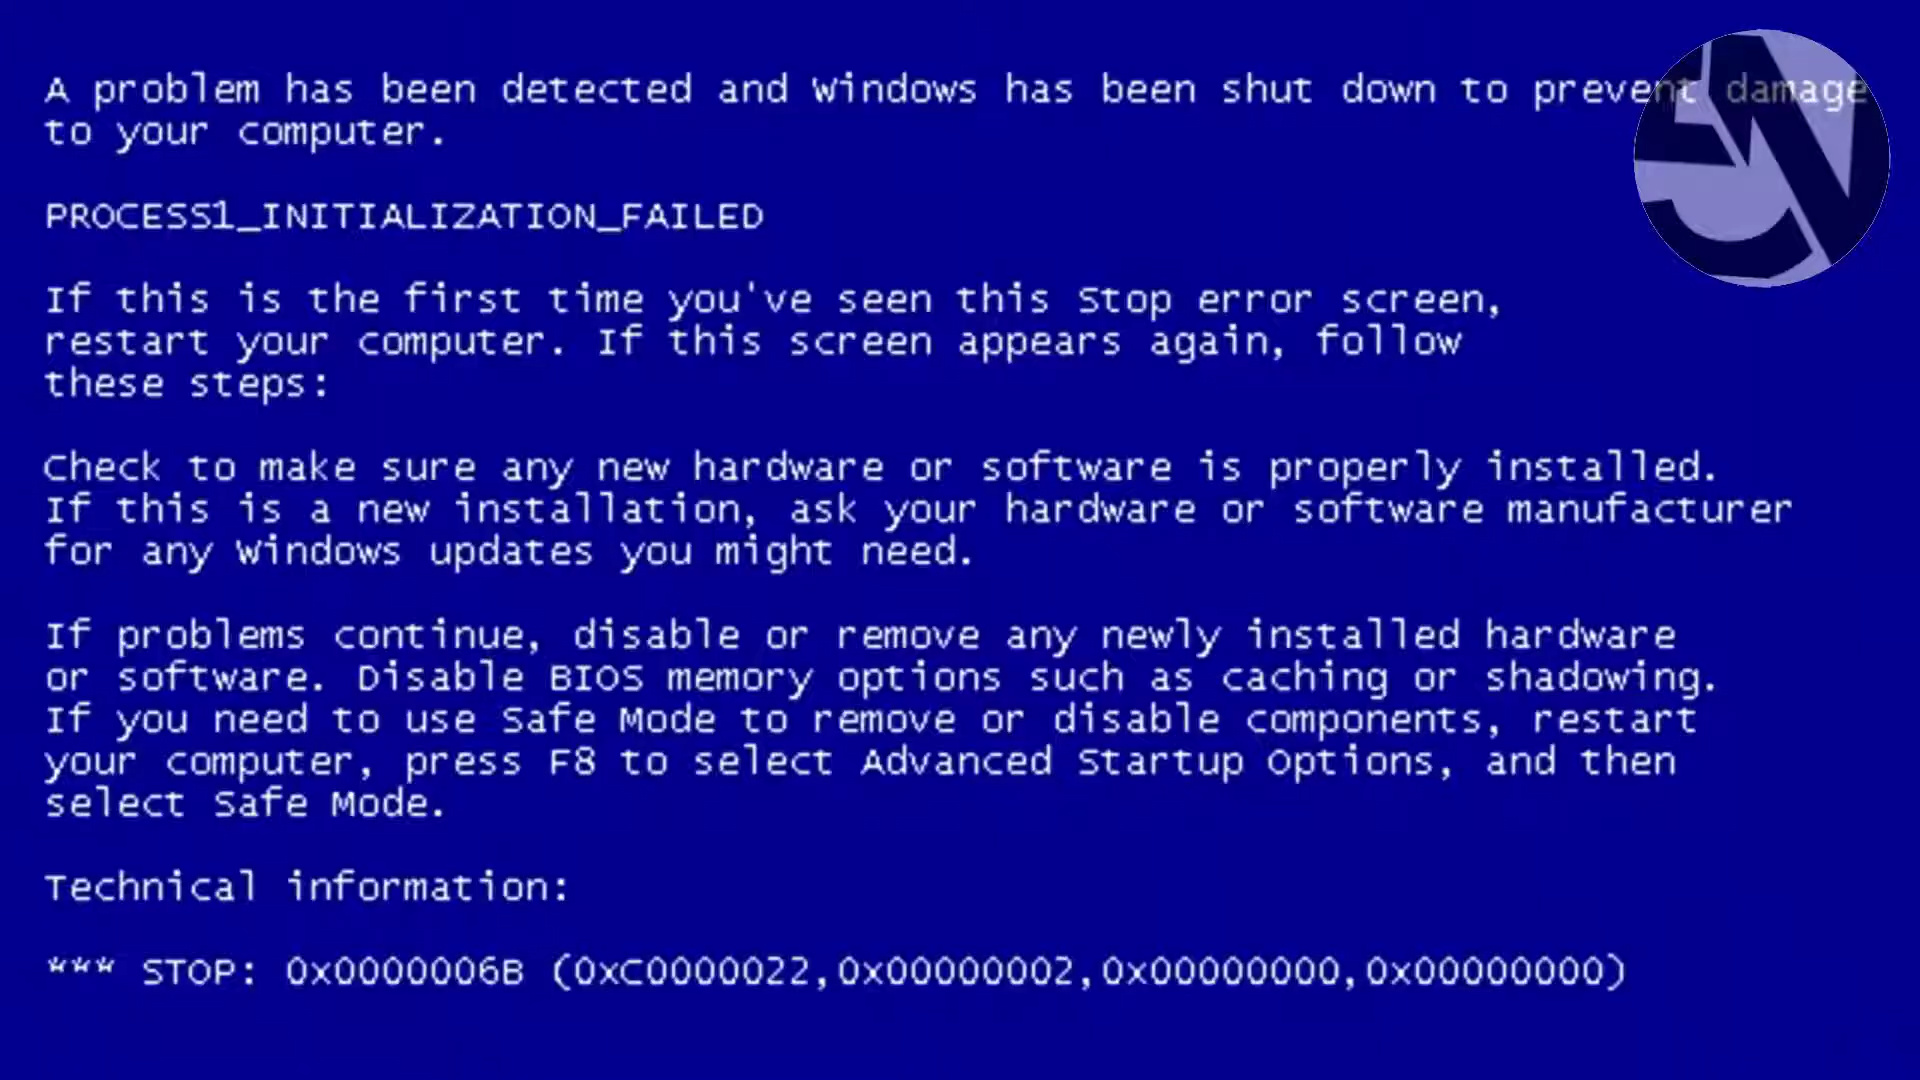 A problem has been detected and Windows has been shut down to prevent damage
to your computer.
PROCESS1_INITIALIZATION_FAILED
If this is the first time you've seen this Stop error screen,
restart your computer. If this screen appears again, follow
these steps:
Check to make sure any new hardware or software is properly installed.
If this is a new installation, ask your hardware or software manufacturer
for any Windows updates you might need.
If problems continue, disable or remove any newly installed hardware
or software. Disable BIOS memory options such as caching or shadowing.
If you need to use Safe Mode to remove or disable components, restart
your computer, press F8 to select Advanced Startup Options, and then
select Safe Mode.
Technical information:
*** STOP: 0x0000006B (0xC0000022,0x00000002,0x00000000,0x00000000)